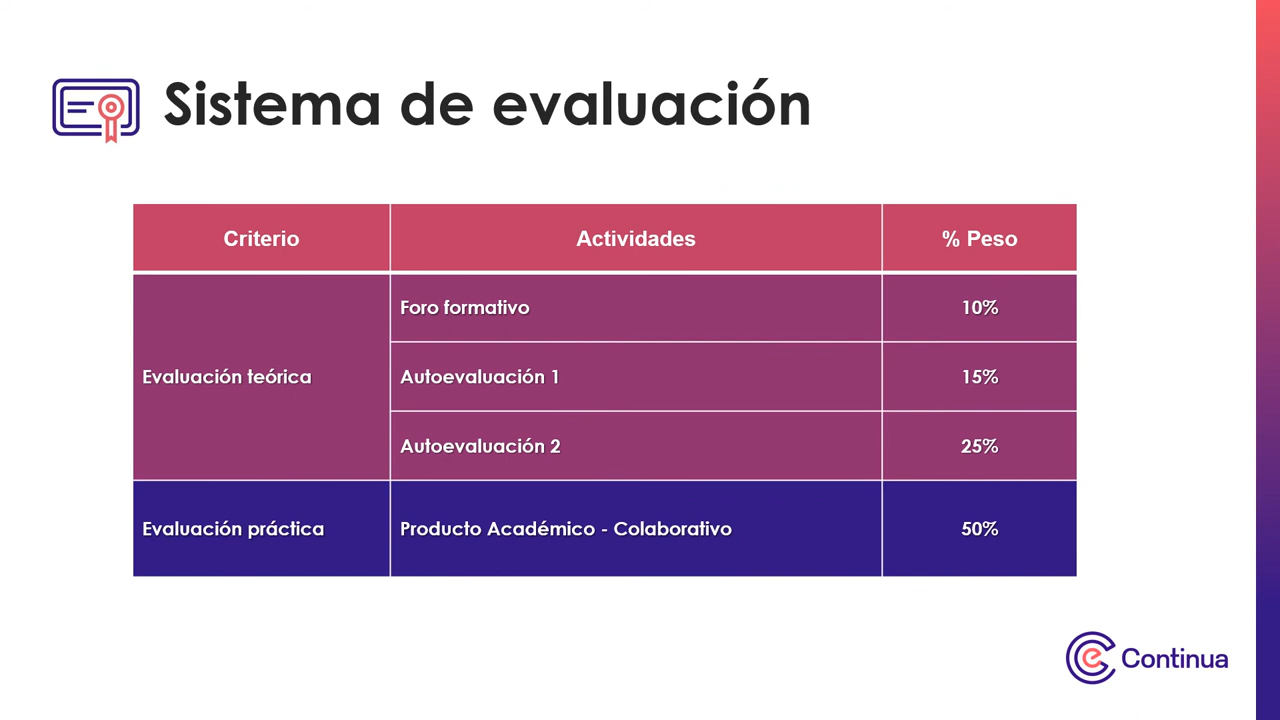 Sistema de evaluación
Criterio Actividades % Peso
Foro formativo 10%
Evaluación teórica Autoevaluación 1 15%
Autoevaluación 2 25%
Evaluación práctica Producto Académico - Colaborativo 50%
Continua